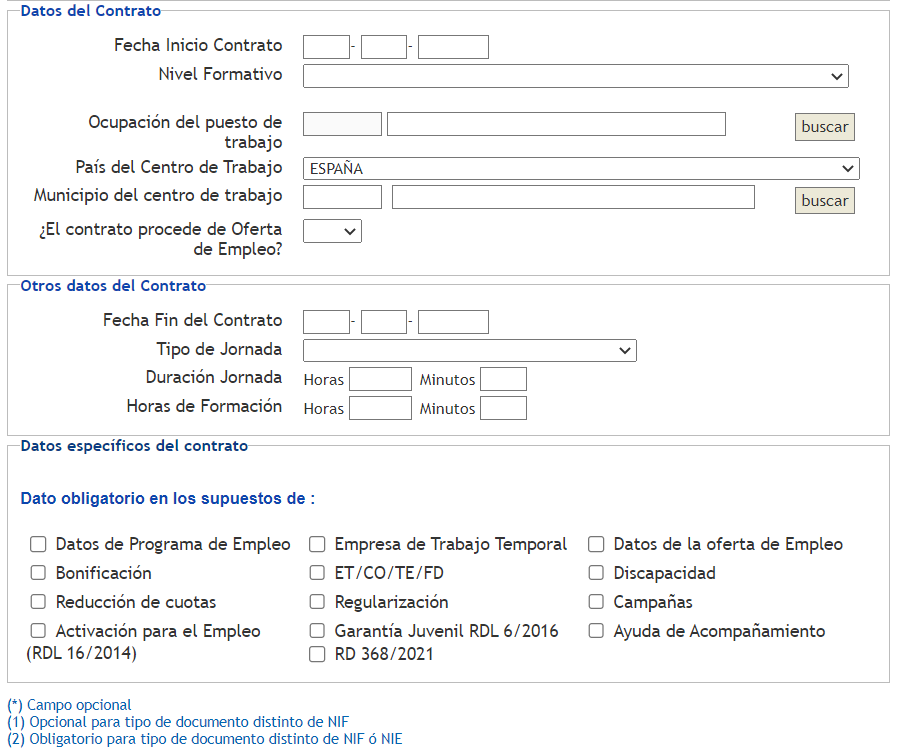 Datos del Contrato
Fecha Inicio Contrato - -
Nivel Formativo
Ocupación del puesto de
trabajo
buscar
País del Centro de Trabajo ESPAÑA
Municipio del centro de trabajo
buscar
¿El contrato procede de Oferta
de Empleo?
Otros datos del Contrato
Fecha Fin del Contrato - -
Tipo de Jornada
Duración Jornada Horas Minutos
Horas de Formación Horas Minutos
Datos específicos del contrato
Dato obligatorio en los supuestos de :
Datos de Programa de Empleo Empresa de Trabajo Temporal Datos de la oferta de Empleo
Bonificación ET/CO/TE/FD Discapacidad
Reducción de cuotas Regularización Campañas
Activación para el Empleo Garantía Juvenil RDL 6/2016 Ayuda de Acompañamiento
(RDL 16/2014) RD 368/2021
(*) Campo opcional
(1) Opcional para tipo de documento distinto de NIF
(2) Obligatorio para tipo de documento distinto de NIF ó NIE